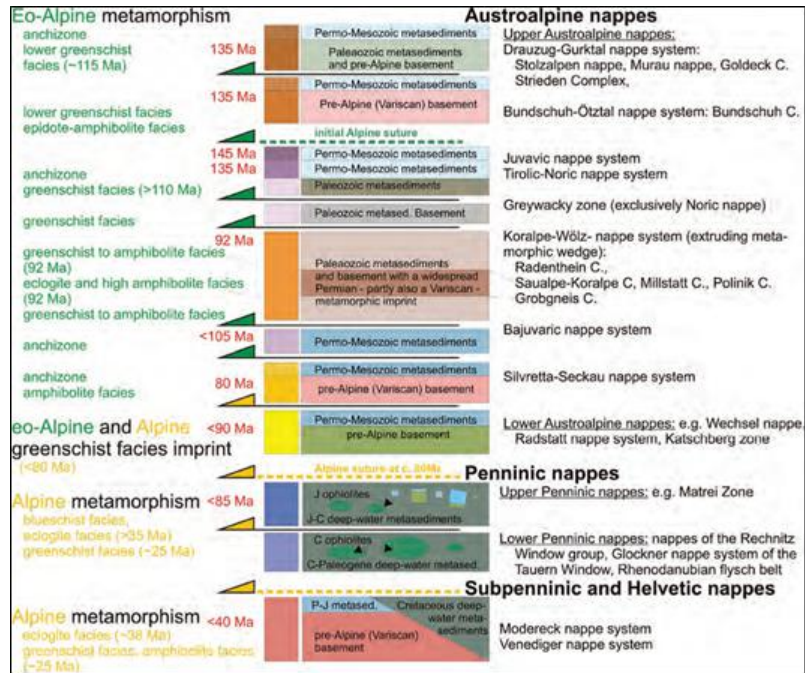 Eo-Alpine metamorphism
Austroalpine nappes
anchizone
lower greenschist
facies (~115 Ma)
135 Ma
Permo-Mesozoic metasediments
Paleaozoic metasediments
and pre-Alpine basement
Upper Austroalpine nappes:
Drauzug-Gurktal nappe system:
Stolzalpen nappe, Murau nappe, Goldeck C.
Strieden Complex,
135 Ma
lower greenschist facies
epidote-amphibolite facies
Permo-Mesozoic metasediments
Pre-Alpine (Variscan) basement
Bundschuh-Ötztal nappe system: Bundschuh C.
initial Alpine suture
145 Ma
135 Ma
anchizone
greenschist facies (>110 Ma)
Permo-Mesozoic metasediments
Permo-Mesozoic metasediments
Paleozoic metasediments
Juvavic nappe system
Tirolic-Noric nappe system
greenschist facies
Paleozoic metased. Basement
Greywacky zone (exclusively Noric nappe)
92 Ma
greenschist to amphibolite facies
(92 Ma)
eclogite and high amphibolite facies
(92 Ma)
greenschist to amphibolite facies
Paleaozoic metasediments
and basement with a widespread
Permian - partly also a Variscan -
metamorphic imprint
Koralpe-Wölz- nappe system (extruding meta-
morphic wedge):
Radenthein C.,
Saualpe-Koralpe C, Millstatt C., Polinik C.
Grobgneis C.
<105 Ma
anchizone
Permo-Mesozoic metasediments
Bajuvaric nappe system
anchizone
amphibolite facies
80 Ma
Permo-Mesozoic metasediments
pre-Alpine (Variscan) basement
Silvretta-Seckau nappe system
eo-Alpine and Alpine
greenschist facies imprint
(<80 Ma)
<90 Ma
Permo-Mesozoic metasediments
pre-Alpine basement
Lower Austroalpine nappes: e.g. Wechsel nappe,
Radstatt nappe system, Katschberg zone
Alpine suture at c. 80Ma
Penninic nappes
Alpine metamorphism
<85 Ma
blueschist facies,
eclogite facies (>35 Ma)
greenschist facies (~25 Ma)
J ophiolites
J-C deep-water metasediments
Upper Penninic nappes: e.g. Matrei Zone
C ophiolites
C-Paleogene deep-water metased.
Lower Penninic nappes: nappes of the Rechnitz
Window group, Glockner nappe system of the
Tauern Window, Rhenodanubian flysch belt
Subpenninic and Helvetic nappes
Alpine metamorphism
<40 Ma
eclogite facies (~38 Ma)
greenschist facies, amphibolite facies
(~25 Ma)
P-J metased.
Cretaceous deep-
water meta-
sediments
pre-Alpine (Variscan)
basement
Modereck nappe system
Venediger nappe system